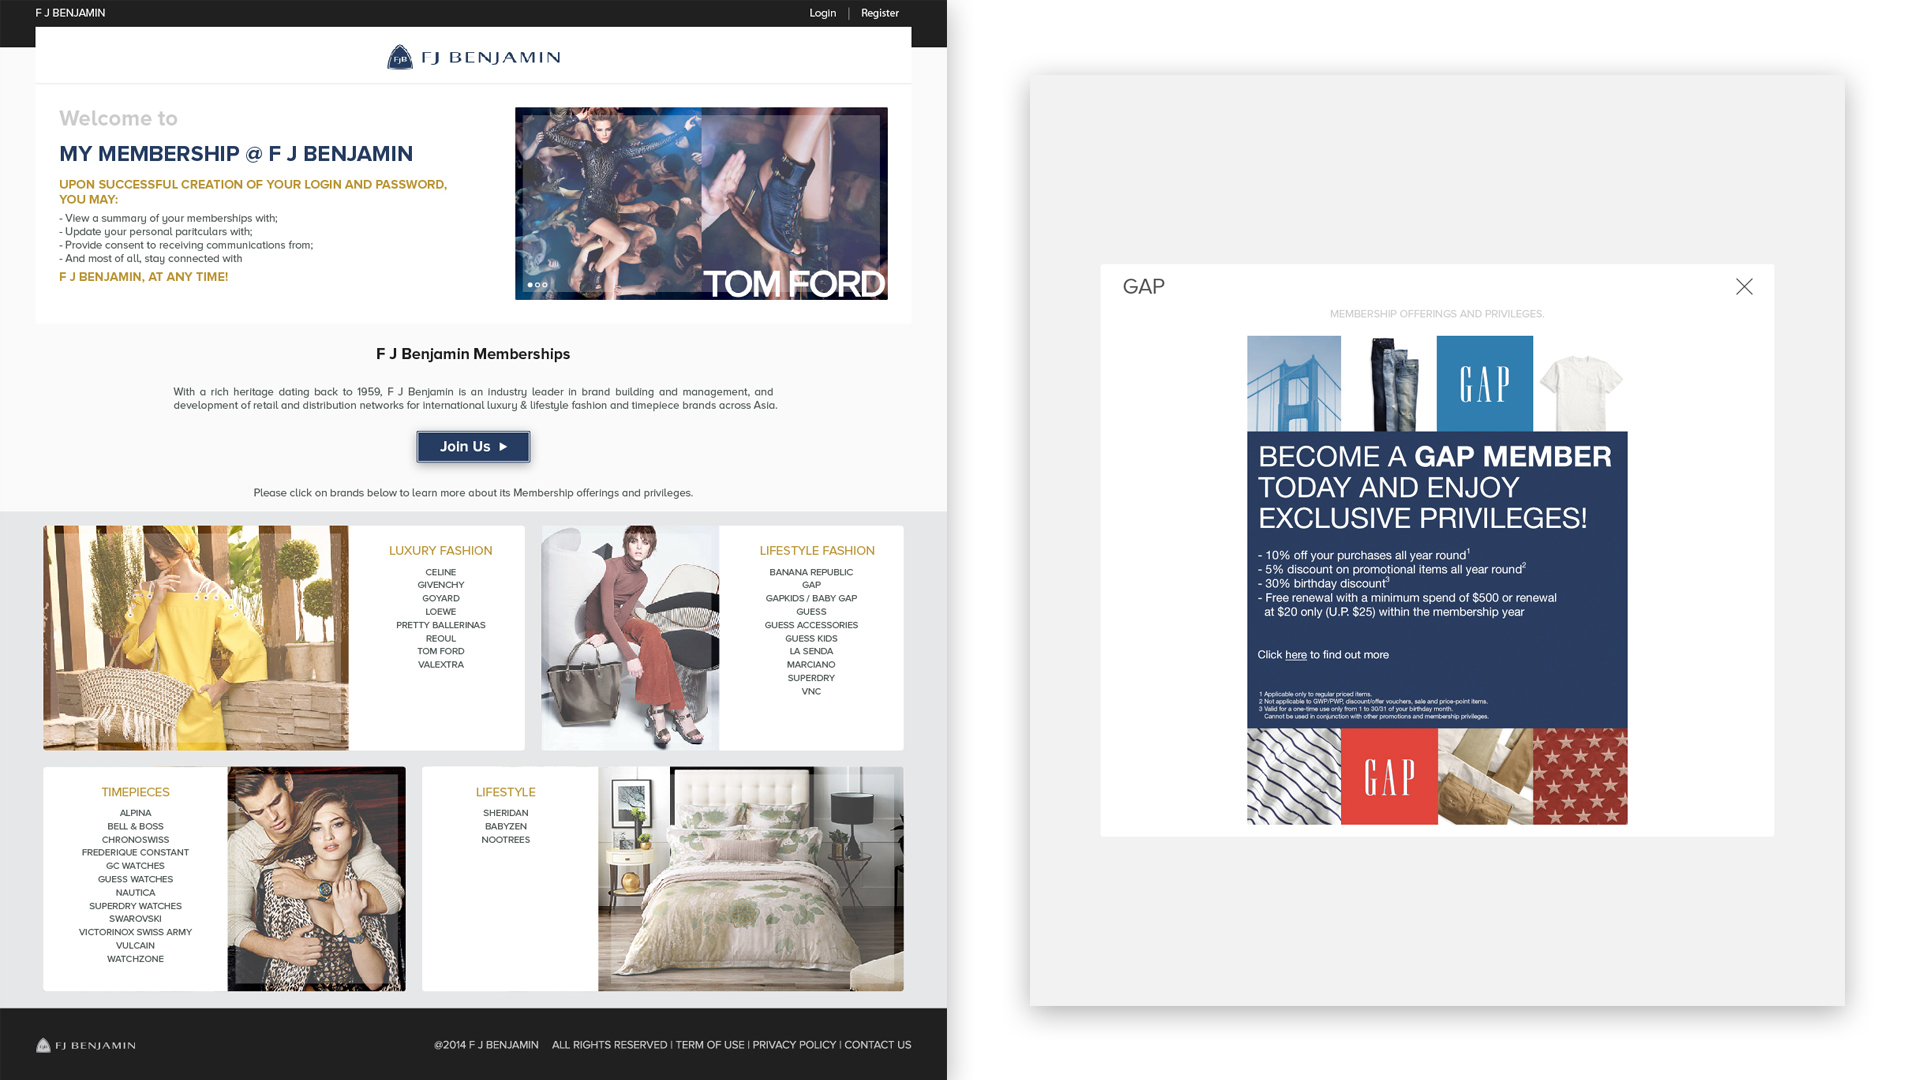 F J BENJAMIN
Login | Register
FJB FJ BENJAMIN
Welcome to
MY MEMBERSHIP @ F J BENJAMIN
UPON SUCCESSFUL CREATION OF YOUR LOGIN AND PASSWORD,
YOU MAY:
- View a summary of your memberships with;
- Update your personal paritculars with;
- Provide consent to receiving communications from;
- And most of all, stay connected with
F J BENJAMIN, AT ANY TIME!
TOM FORD
F J Benjamin Memberships
With a rich heritage dating back to 1959, F J Benjamin is an industry leader in brand building and management, and
development of retail and distribution networks for international luxury & lifestyle fashion and timepiece brands across Asia.
Join Us
Please click on brands below to learn more about its Membership offerings and privileges.
LUXURY FASHION
CELINE
GIVENCHY
GOYARD
LOEWE
PRETTY BALLERINAS
REOUL
TOM FORD
VALEXTRA
LIFESTYLE FASHION
BANANA REPUBLIC
GAP
GAPKIDS / BABY GAP
GUESS
GUESS ACCESSORIES
GUESS KIDS
LA SENDA
MARCIANO
SUPERDRY
VNC
TIMEPIECES
ALPINA
BELL & BOSS
CHRONOSWISS
FREDERIQUE CONSTANT
GC WATCHES
GUESS WATCHES
NAUTICA
SUPERDRY WATCHES
SWAROVSKI
VICTORINOX SWISS ARMY
VULCAIN
WATCHZONE
LIFESTYLE
SHERIDAN
BABYZEN
NOOTREES
FJB FJ BENJAMIN
@2014 F J BENJAMIN ALL RIGHTS RESERVED | TERM OF USE | PRIVACY POLICY | CONTACT US
GAP
MEMBERSHIP OFFERINGS AND PRIVILEGES.
GAP
BECOME A GAP MEMBER
TODAY AND ENJOY
EXCLUSIVE PRIVILEGES!
- 10% off your purchases all year round1
- 5% discount on promotional items all year round2
- 30% birthday discount3
- Free renewal with a minimum spend of $500 or renewal
at $20 only (U.P. $25) within the membership year
Click here to find out more
1 Applicable only to regular priced items.
2 Not applicable to GWP/PWP, discount/offer vouchers, sale and price-point items.
3 Valid for a one-time use only from 1 to 30/31 of your birthday month.
Cannot be used in conjunction with other promotions and membership privileges.
GAP